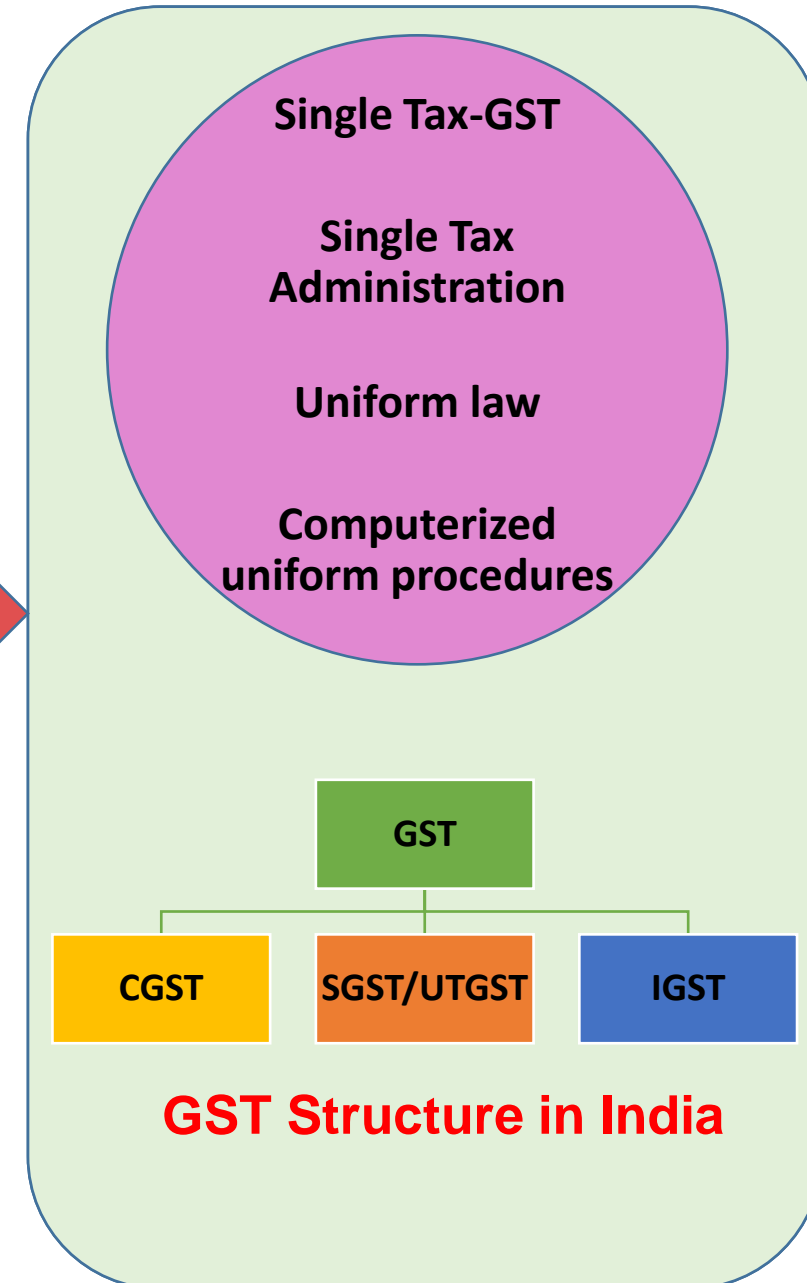 Single Tax-GST
Single Tax
Administration
Uniform law
Computerized
uniform procedures
GST
CGST
SGST/UTGST
IGST
GST Structure in India